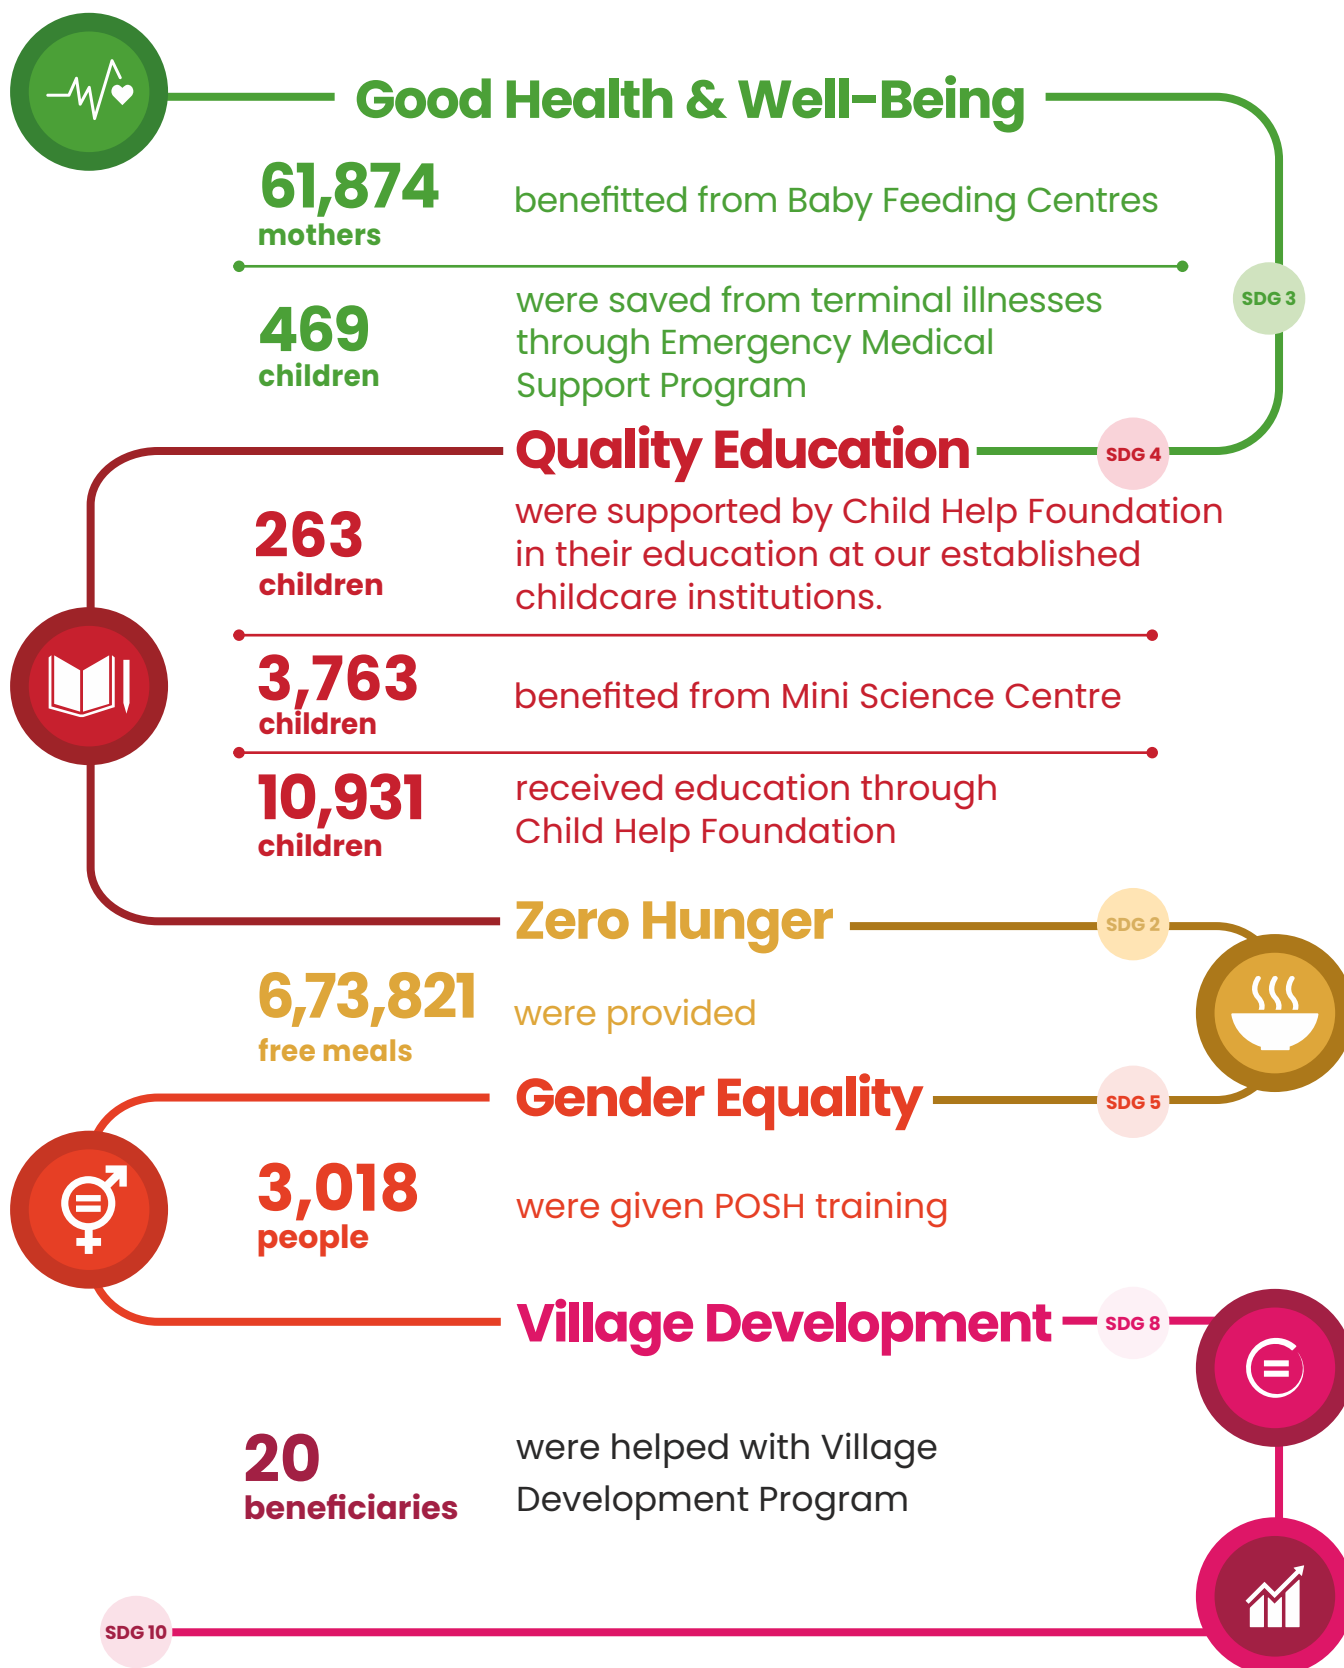 Good Health & Well-Being
61,874
mothers
benefitted from Baby Feeding Centres
SDG 3
469
children
were saved from terminal illnesses
through Emergency Medical
Support Program
Quality Education
SDG 4
263
children
were supported by Child Help Foundation
in their education at our established
childcare institutions.
3,763
children
benefited from Mini Science Centre
10,931
children
received education through
Child Help Foundation
Zero Hunger
SDG 2
6,73,821
free meals
were provided
Gender Equality
SDG 5
3,018
people
were given POSH training
Village Development
SDG 8
20
beneficiaries
were helped with Village
Development Program
SDG 10